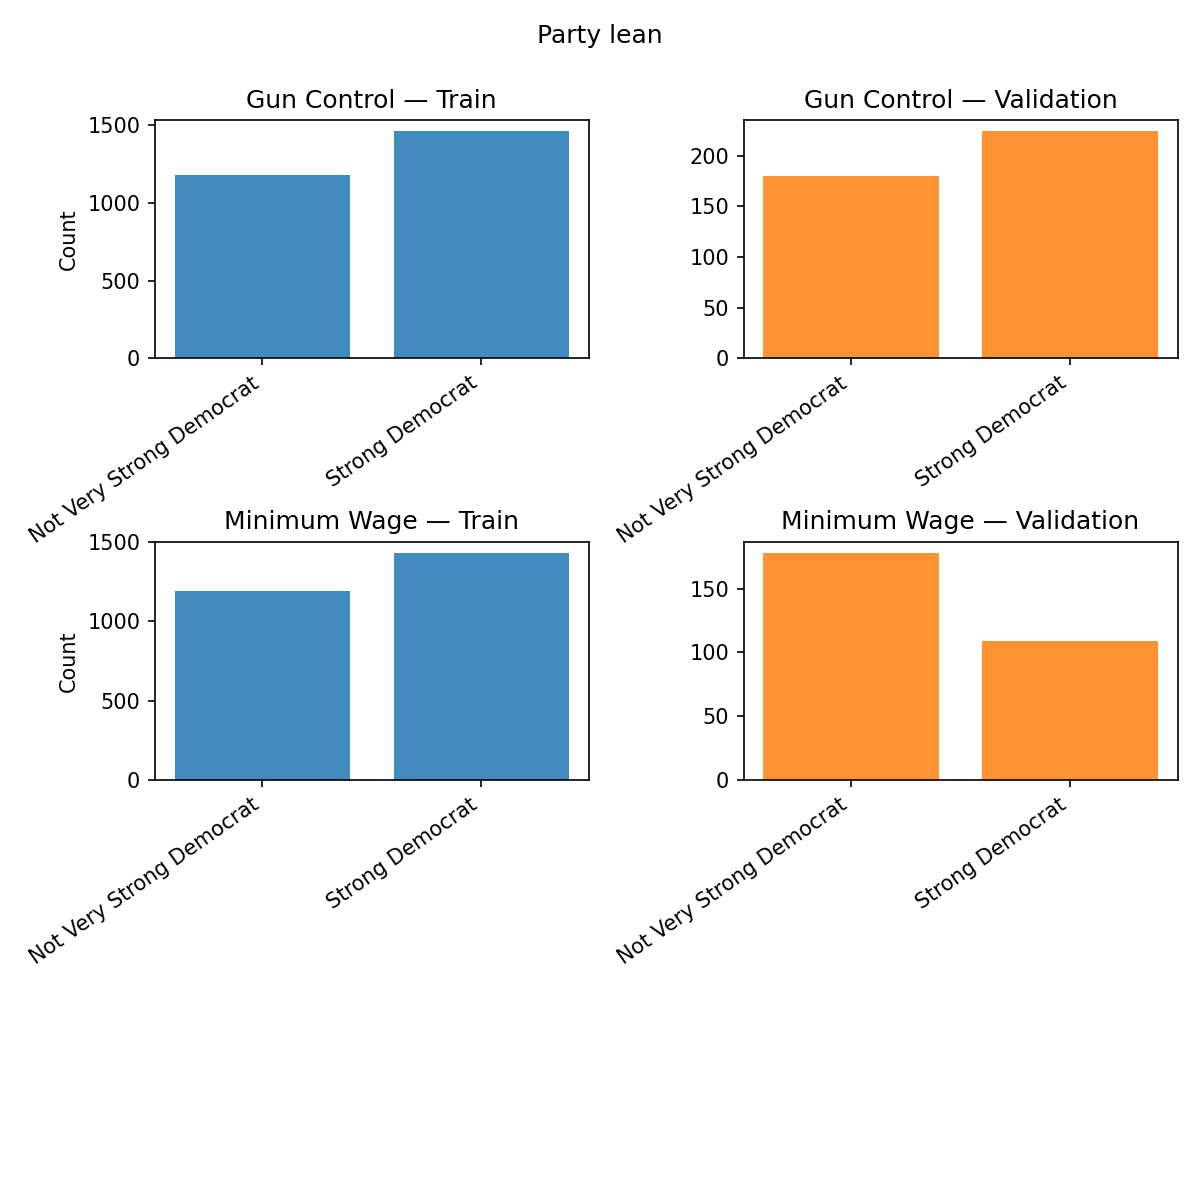 Party lean
Gun Control — Train
Count
1500
1000
500
0
Not Very Strong Democrat
Strong Democrat
Gun Control — Validation
200
150
100
50
0
Not Very Strong Democrat
Strong Democrat
Minimum Wage — Train
Count
1500
1000
500
0
Not Very Strong Democrat
Strong Democrat
Minimum Wage — Validation
150
100
50
0
Not Very Strong Democrat
Strong Democrat